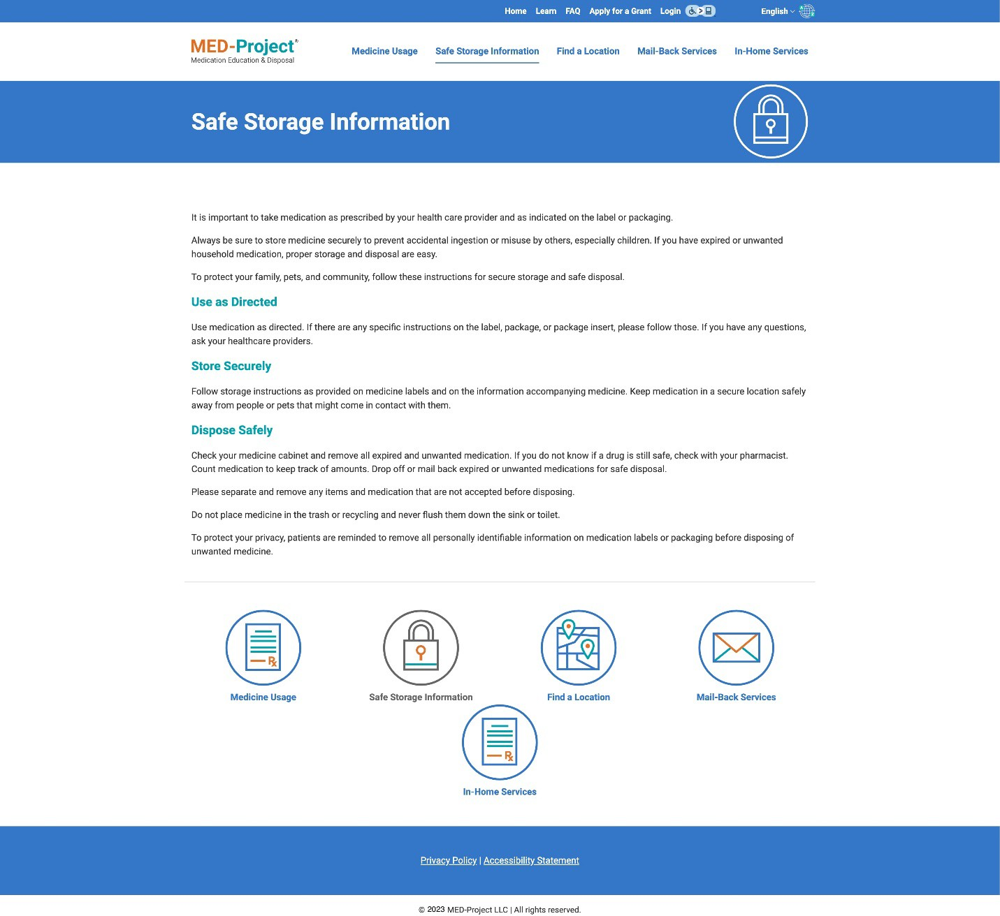 Home Learn FAQ Apply for a Grant Login English
MED-Project®
Medication Education & Disposal
Medicine Usage Safe Storage Information Find a Location Mail-Back Services In-Home Services
Safe Storage Information
It is important to take medication as prescribed by your health care provider and as indicated on the label or packaging.
Always be sure to store medicine securely to prevent accidental ingestion or misuse by others, especially children. If you have expired or unwanted
household medication, proper storage and disposal are easy.
To protect your family, pets, and community, follow these instructions for secure storage and safe disposal.
Use as Directed
Use medication as directed. If there are any specific instructions on the label, package, or package insert, please follow those. If you have any questions,
ask your healthcare providers.
Store Securely
Follow storage instructions as provided on medicine labels and on the information accompanying medicine. Keep medication in a secure location safely
away from people or pets that might come in contact with them.
Dispose Safely
Check your medicine cabinet and remove all expired and unwanted medication. If you do not know if a drug is still safe, check with your pharmacist.
Count medication to keep track of amounts. Drop off or mail back expired or unwanted medications for safe disposal.
Please separate and remove any items and medication that are not accepted before disposing.
Do not place medicine in the trash or recycling and never flush them down the sink or toilet.
To protect your privacy, patients are reminded to remove all personally identifiable information on medication labels or packaging before disposing of
unwanted medicine.
℞
Medicine Usage Safe Storage Information Find a Location Mail-Back Services
℞
In-Home Services
Privacy Policy | Accessibility Statement
© 2023 MED-Project LLC | All rights reserved.